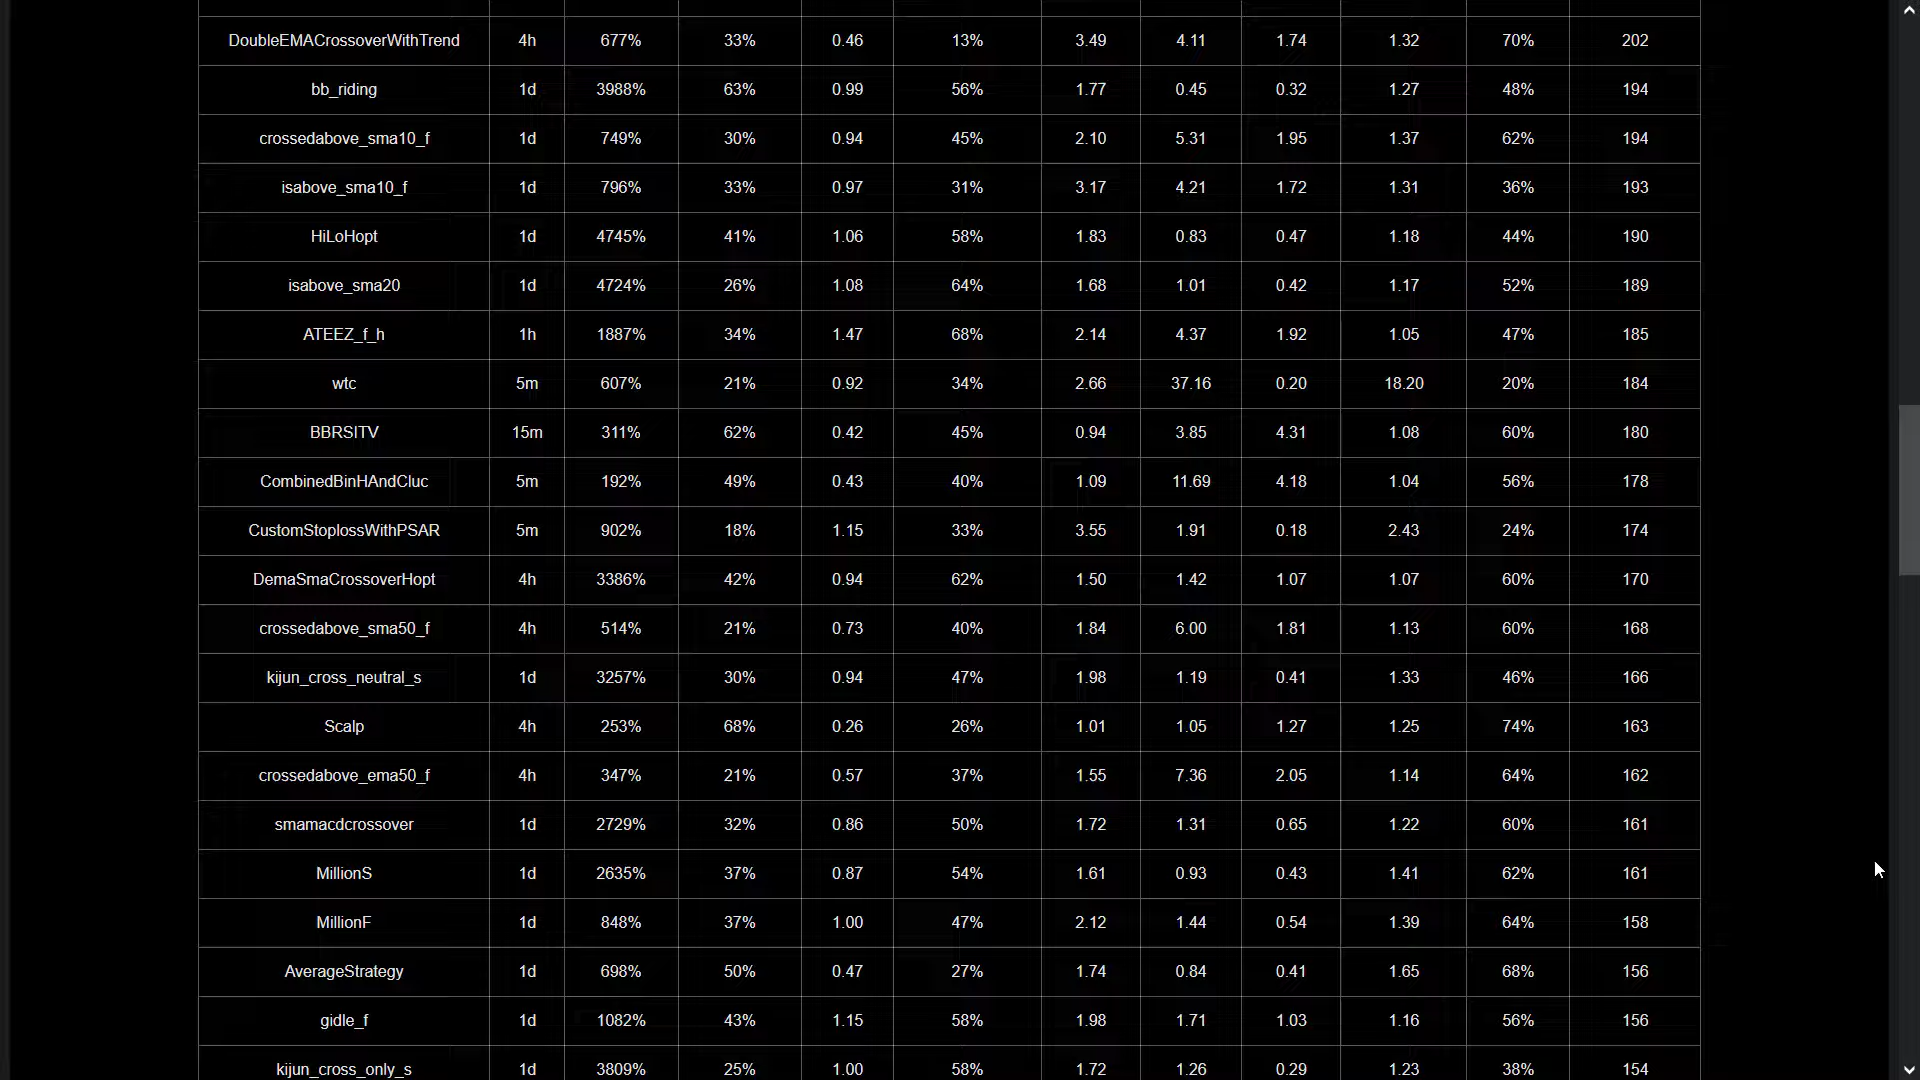 DoubleEMACrossoverWithTrend 4h 677% 33% 0.46 13% 3.49 4.11 1.74 1.32 70% 202
bb_riding 1d 3988% 63% 0.99 56% 1.77 0.45 0.32 1.27 48% 194
crossedabove_sma10_f 1d 749% 30% 0.94 45% 2.10 5.31 1.95 1.37 62% 194
isabove_sma10_f 1d 796% 33% 0.97 31% 3.17 4.21 1.72 1.31 36% 193
HiLoHopt 1d 4745% 41% 1.06 58% 1.83 0.83 0.47 1.18 44% 190
isabove_sma20 1d 4724% 26% 1.08 64% 1.68 1.01 0.42 1.17 52% 189
ATEEZ_f_h 1h 1887% 34% 1.47 68% 2.14 4.37 1.92 1.05 47% 185
wtc 5m 607% 21% 0.92 34% 2.66 37.16 0.20 18.20 20% 184
BBRSITV 15m 311% 62% 0.42 45% 0.94 3.85 4.31 1.08 60% 180
CombinedBinHAndCluc 5m 192% 49% 0.43 40% 1.09 11.69 4.18 1.04 56% 178
CustomStoplossWithPSAR 5m 902% 18% 1.15 33% 3.55 1.91 0.18 2.43 24% 174
DemaSmaCrossoverHopt 4h 3386% 42% 0.94 62% 1.50 1.42 1.07 1.07 60% 170
crossedabove_sma50_f 4h 514% 21% 0.73 40% 1.84 6.00 1.81 1.13 60% 168
kijun_cross_neutral_s 1d 3257% 30% 0.94 47% 1.98 1.19 0.41 1.33 46% 166
Scalp 4h 253% 68% 0.26 26% 1.01 1.05 1.27 1.25 74% 163
crossedabove_ema50_f 4h 347% 21% 0.57 37% 1.55 7.36 2.05 1.14 64% 162
smamacdcrossover 1d 2729% 32% 0.86 50% 1.72 1.31 0.65 1.22 60% 161
MillionS 1d 2635% 37% 0.87 54% 1.61 0.93 0.43 1.41 62% 161
MillionF 1d 848% 37% 1.00 47% 2.12 1.44 0.54 1.39 64% 158
AverageStrategy 1d 698% 50% 0.47 27% 1.74 0.84 0.41 1.65 68% 156
gidle_f 1d 1082% 43% 1.15 58% 1.98 1.71 1.03 1.16 56% 156
kijun_cross_only_s 1d 3809% 25% 1.00 58% 1.72 1.26 0.29 1.23 38% 154